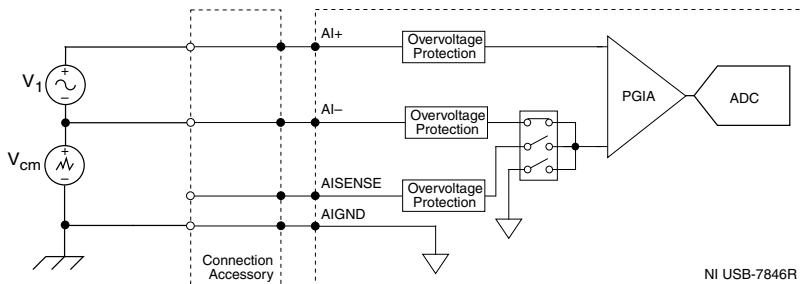 AI+
Overvoltage
Protection
V1
+
−
PGIA
ADC
AI−
Overvoltage
Protection
Vcm
+
−
AISENSE
Overvoltage
Protection
AIGND
Connection
Accessory
NI USB-7846R